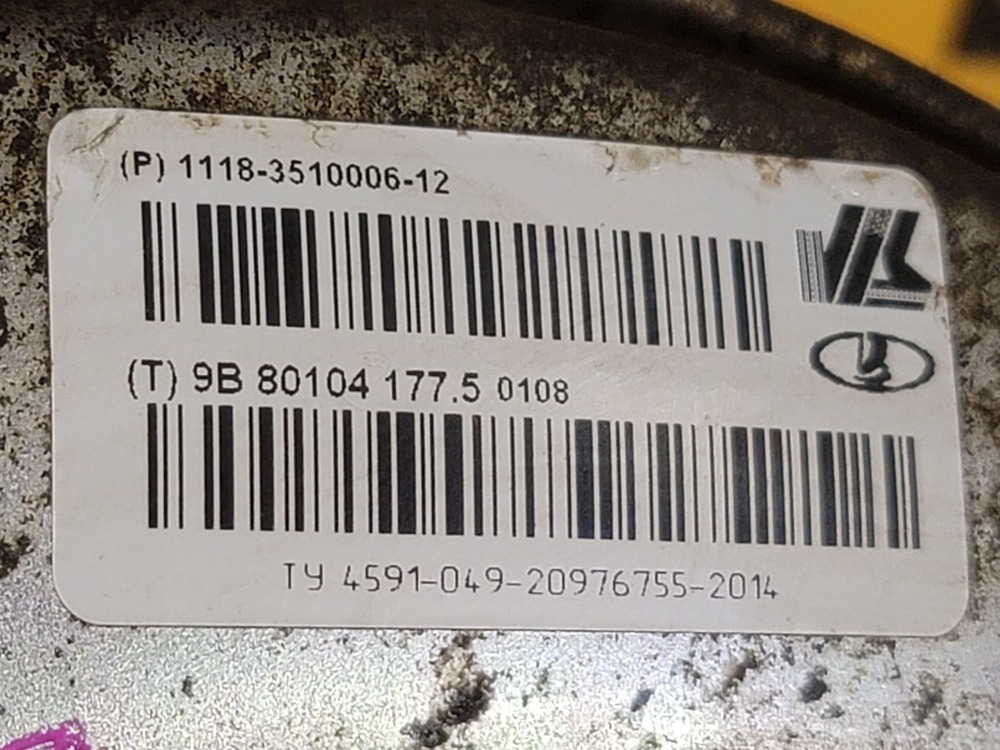 (P) 1118-3510006-12
(T) 9B 80104 177.5 0108
ТУ 4591-049-20976755-2014